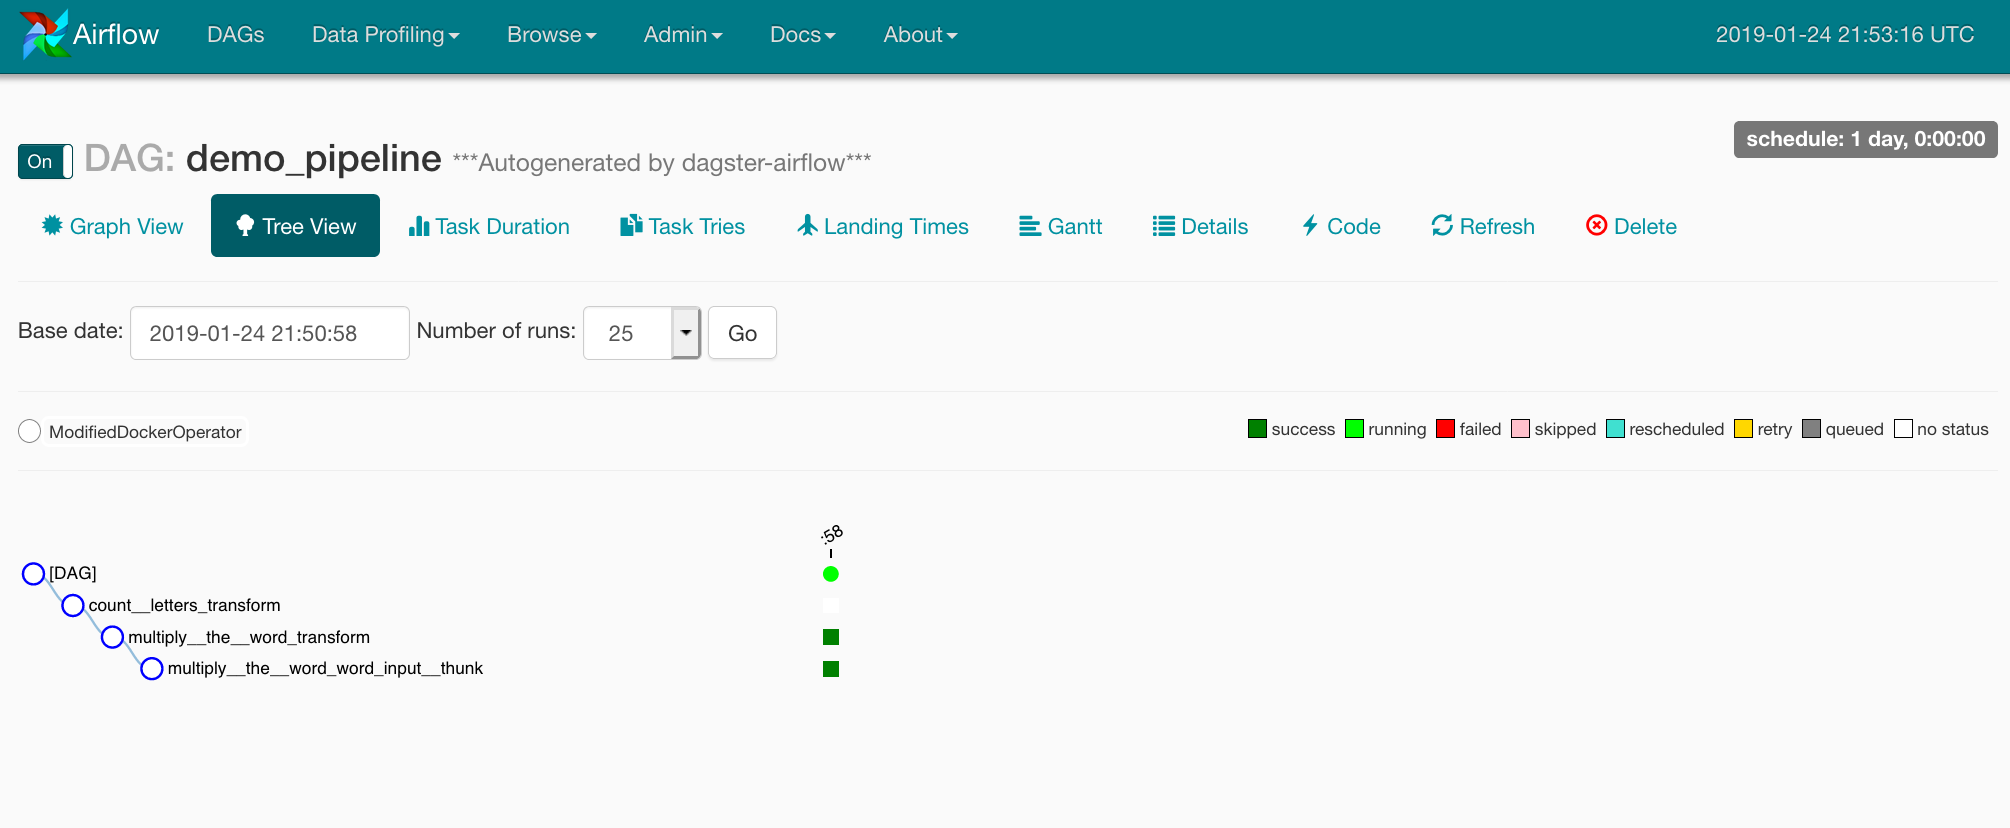 Airflow DAGs Data Profiling Browse Admin Docs About 2019-01-24 21:53:16 UTC
schedule: 1 day, 0:00:00
On DAG: demo_pipeline ***Autogenerated by dagster-airflow***
Graph View Tree View Task Duration Task Tries Landing Times Gantt Details Code Refresh Delete
Base date: 2019-01-24 21:50:58 Number of runs: 25 Go
ModifiedDockerOperator success running failed skipped rescheduled retry queued no status
:58
[DAG]
count__letters_transform
multiply__the__word_transform
multiply__the__word_word_input__thunk